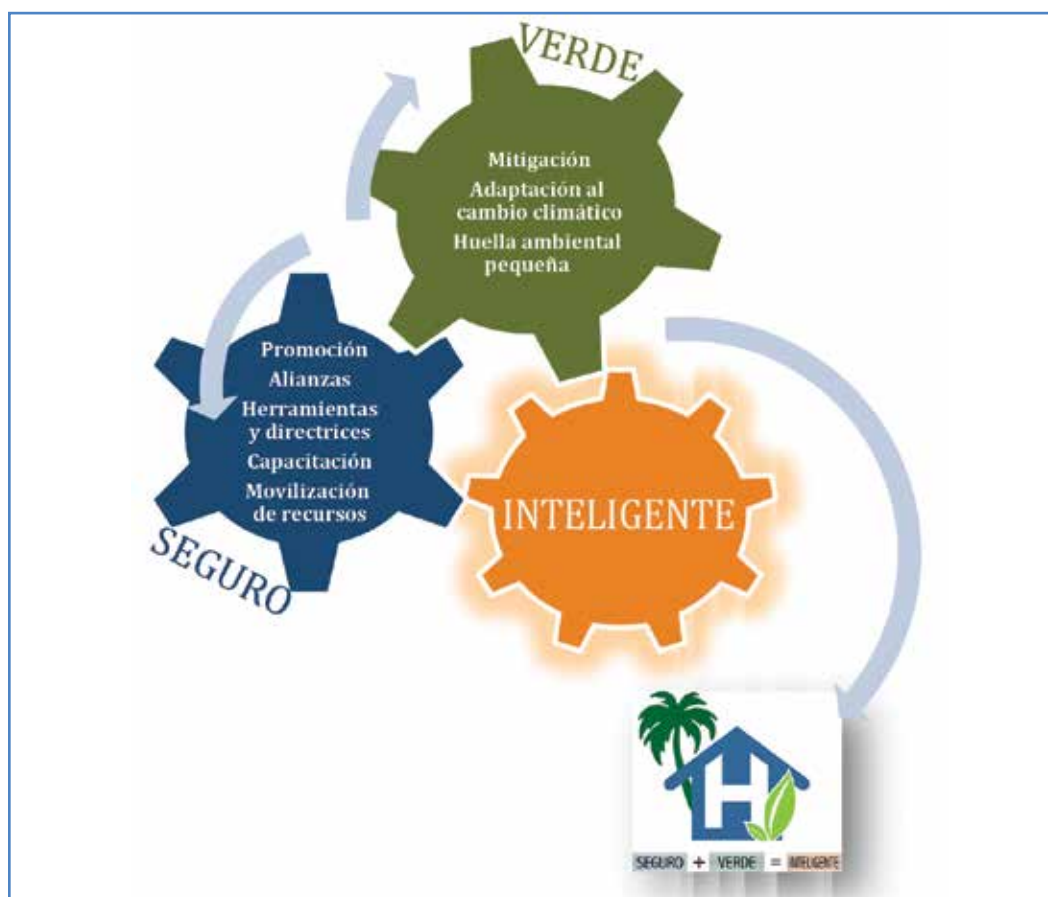 VERDE
Mitigación
Adaptación al
cambio climático
Huella ambiental
pequeña
Promoción
Alianzas
Herramientas
y directrices
Capacitación
Movilización
de recursos
SEGURO
INTELIGENTE
H
SEGURO + VERDE = INTELIGENTE